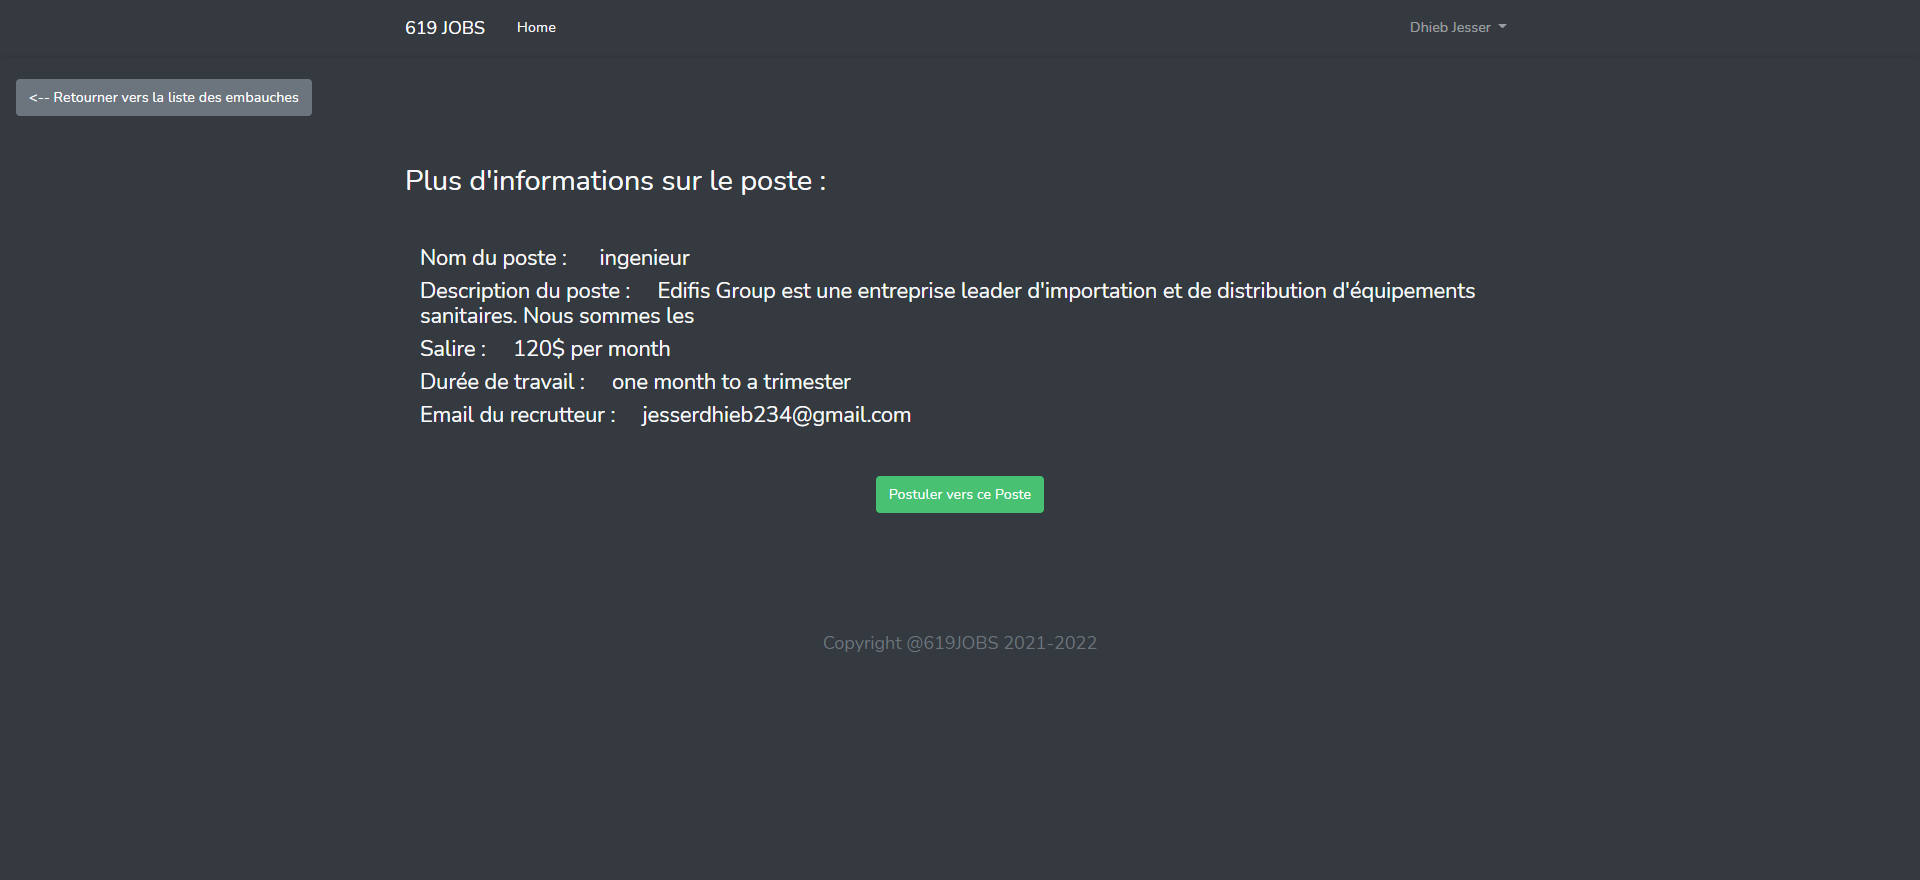 619 JOBS Home Dhieb Jesser
<-- Retourner vers la liste des embauches
Plus d'informations sur le poste :
Nom du poste : ingenieur
Description du poste : Edifis Group est une entreprise leader d'importation et de distribution d'équipements
sanitaires. Nous sommes les
Salire : 120$ per month
Durée de travail : one month to a trimester
Email du recrutteur : jesserdhieb234@gmail.com
Postuler vers ce Poste
Copyright @619JOBS 2021-2022